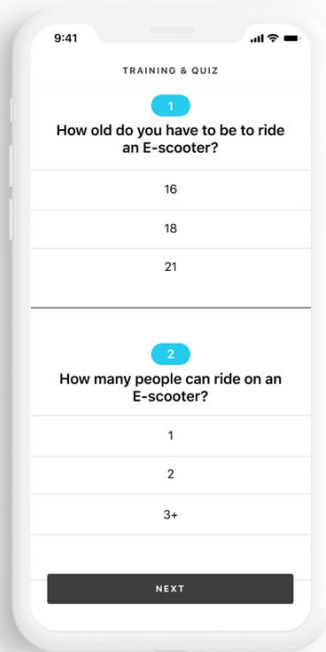 9:41
TRAINING & QUIZ
1
How old do you have to be to ride
an E-scooter?
16
18
21
2
How many people can ride on an
E-scooter?
1
2
3+
NEXT